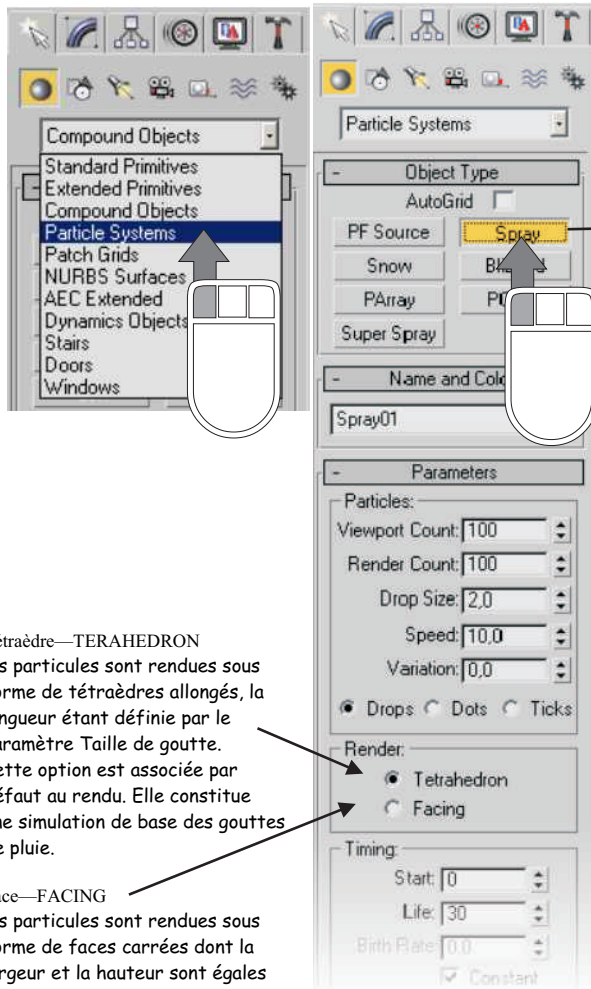 Compound Objects
Standard Primitives
Extended Primitives
Compound Objects
Particle Systems
Patch Grids
NURBS Surfaces
AEC Extended
Dynamics Objects
Stairs
Doors
Windows
Particle Systems
- Object Type
AutoGrid
PF Source Spray
Snow
PArray
Super Spray
- Name and Col
Spray01
- Parameters
Particles:
Viewport Count: 100
Render Count: 100
Drop Size: 2,0
Speed: 10,0
Variation: 0,0
Drops Dots Ticks
Render:
Tetrahedron
Facing
Timing:
Start: 0
Life: 30
Birth Rate: 0.0
Constant
étraèdre—TERAHEDRON
s particules sont rendues sous
orme de tétraèdres allongés, la
ngueur étant définie par le
aramètre Taille de goutte.
ette option est associée par
éfaut au rendu. Elle constitue
ne simulation de base des gouttes
e pluie.
ace—FACING
s particules sont rendues sous
orme de faces carrées dont la
rgeur et la hauteur sont égales